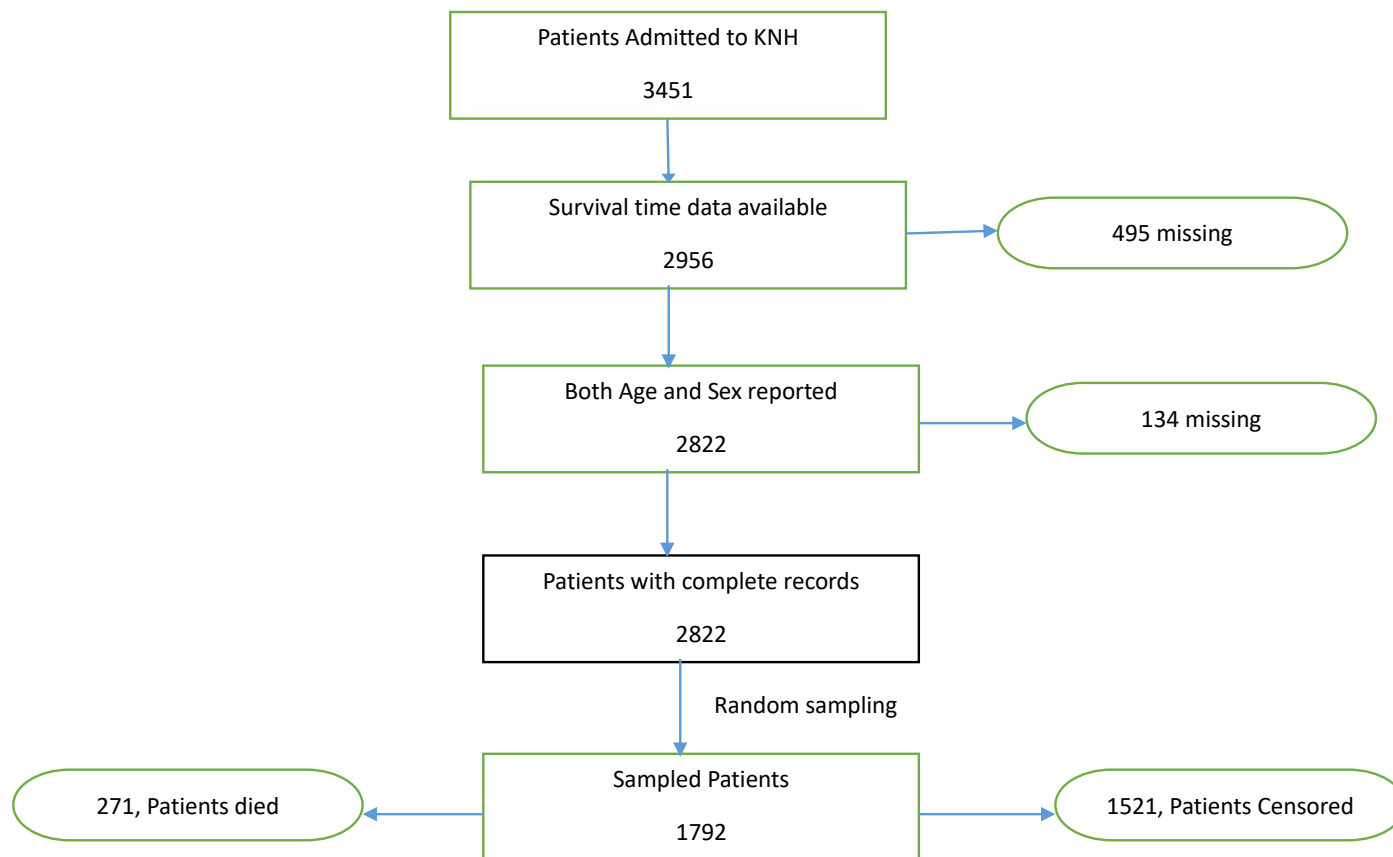 Patients Admitted to KNH
3451
Survival time data available
2956
495 missing
Both Age and Sex reported
2822
134 missing
Patients with complete records
2822
Random sampling
Sampled Patients
1792
271, Patients died
1521, Patients Censored